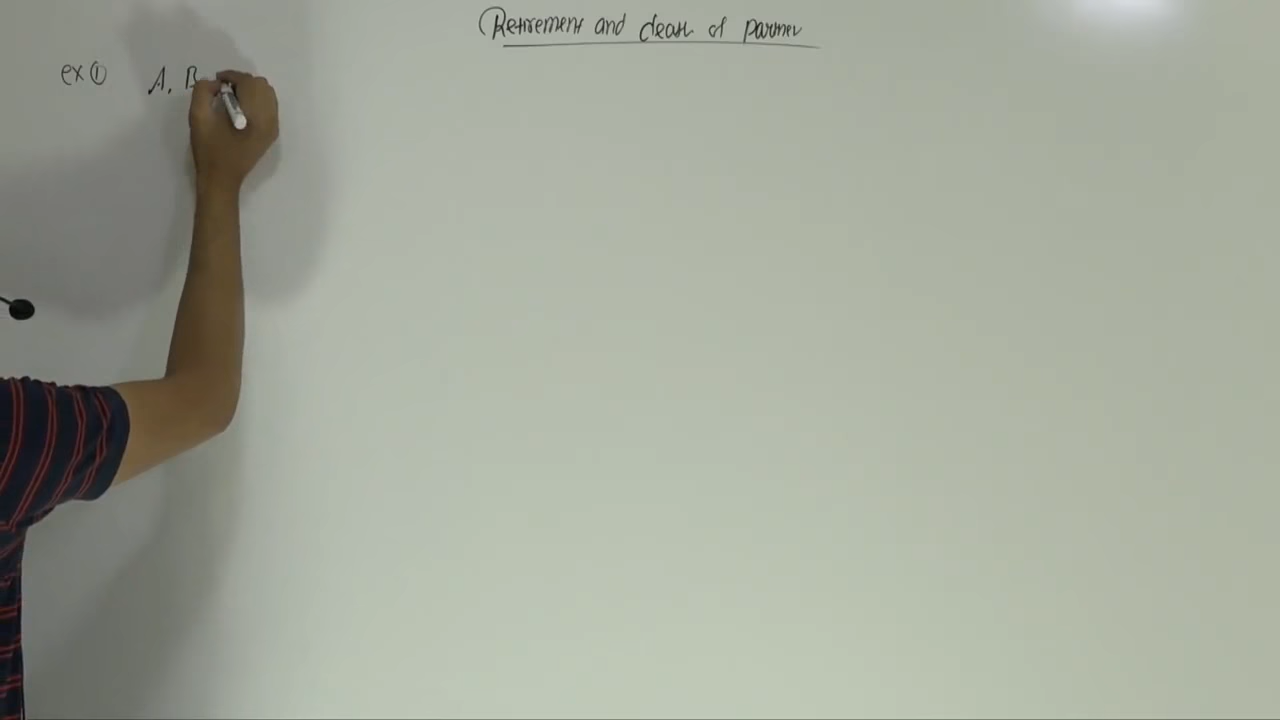 Retirement and death of partner
ex ① A, B